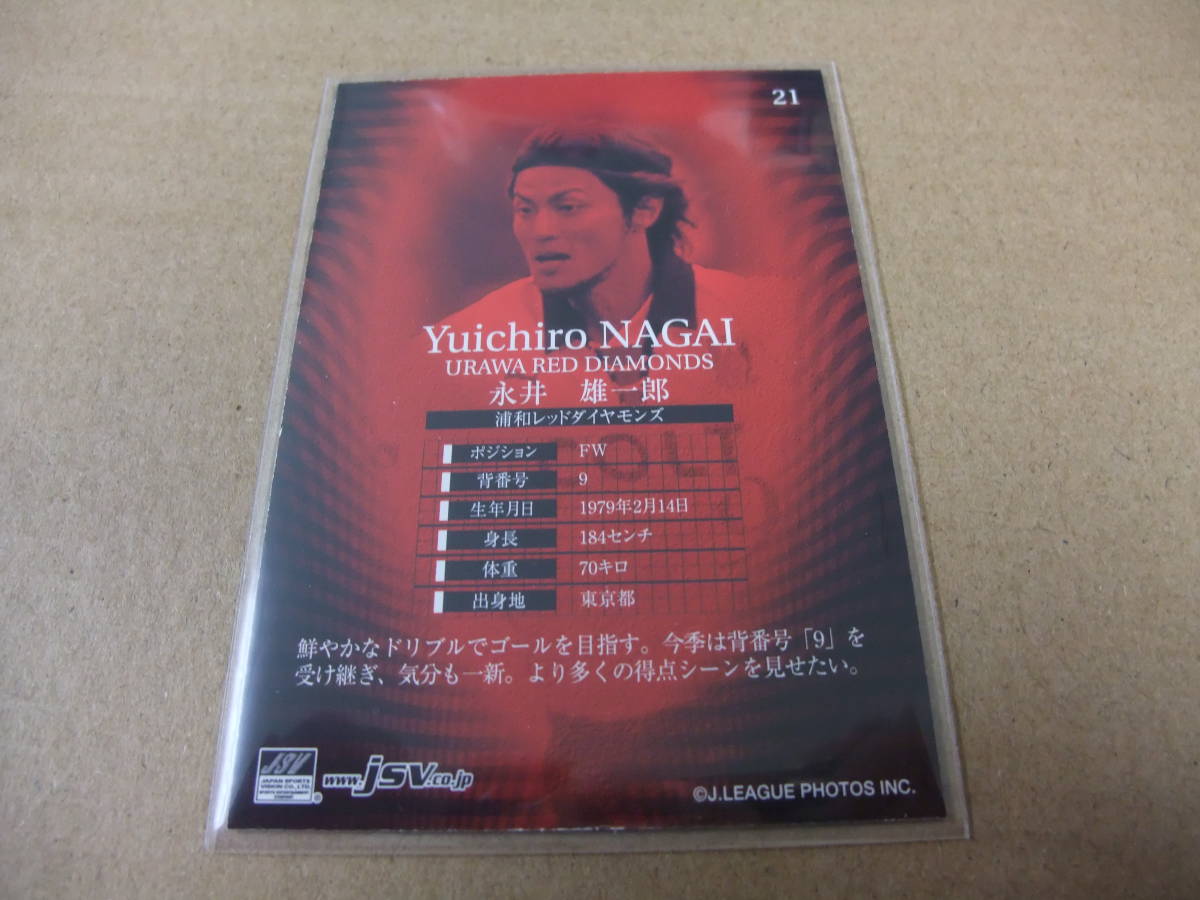 21
Yuichiro NAGAI
URAWA RED DIAMONDS
永井 雄一郎
浦和レッドダイヤモンズ
ポジション FW
背番号 9
生年月日 1979年2月14日
身長 184センチ
体重 70キロ
出身地 東京都
鮮やかなドリブルでゴールを目指す。今季は背番号「9」を
受け継ぎ、気分も一新。より多くの得点シーンを見せたい。
JSV
JAPAN SPORTS
VISION CO., LTD.
www.jsv.co.jp
©J.LEAGUE PHOTOS INC.